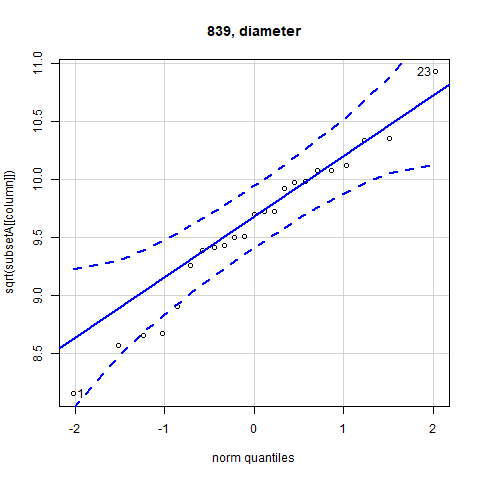 839, diameter
11.0
10.5
10.0
9.5
9.0
8.5
sqrt(subsetA[[column]])
23
1
-2 -1 0 1 2
norm quantiles